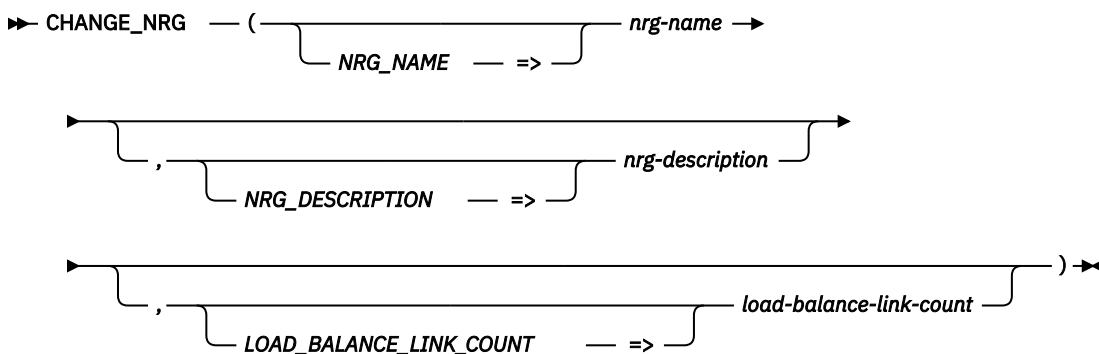 CHANGE_NRG ( nrg-name
NRG_NAME =>
, nrg-description
NRG_DESCRIPTION =>
)
, load-balance-link-count
LOAD_BALANCE_LINK_COUNT =>